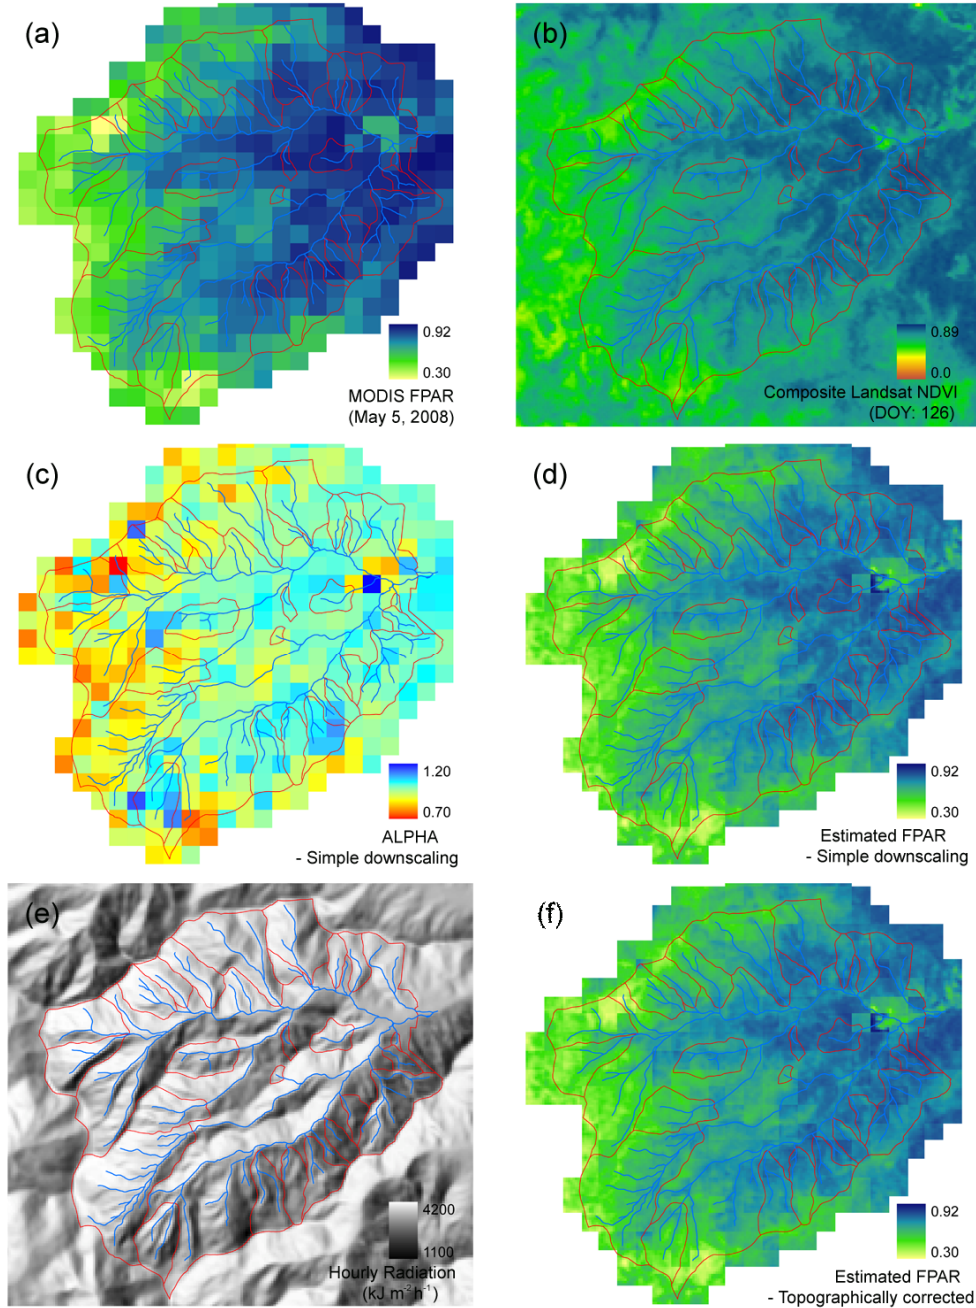 (a)
0.92
0.30
MODIS FPAR
(May 5, 2008)
(b)
0.89
0.0
Composite Landsat NDVI
(DOY: 126)
(c)
1.20
0.70
ALPHA
- Simple downscaling
(d)
0.92
0.30
Estimated FPAR
- Simple downscaling
(e)
4200
1100
Hourly Radiation
(kJ m-2 h-1)
(f)
0.92
0.30
Estimated FPAR
- Topographically corrected